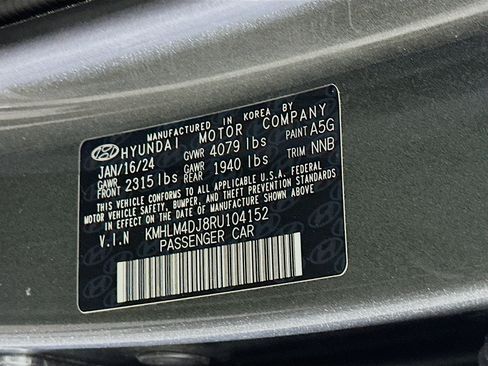 MANUFACTURED IN KOREA BY
HYUNDAI MOTOR COMPANY
JAN/16/24 GVWR 4079 lbs PAINT A5G
GAWR FRONT 2315 lbs GAWR REAR 1940 lbs TRIM NNB
THIS VEHICLE CONFORMS TO ALL APPLICABLE U.S.A. FEDERAL
MOTOR VEHICLE SAFETY, BUMPER, AND THEFT PREVENTION STANDARDS
IN EFFECT ON THE DATE OF MANUFACTURE SHOWN ABOVE.
V.I.N KMHLM4DJ8RU104152
PASSENGER CAR